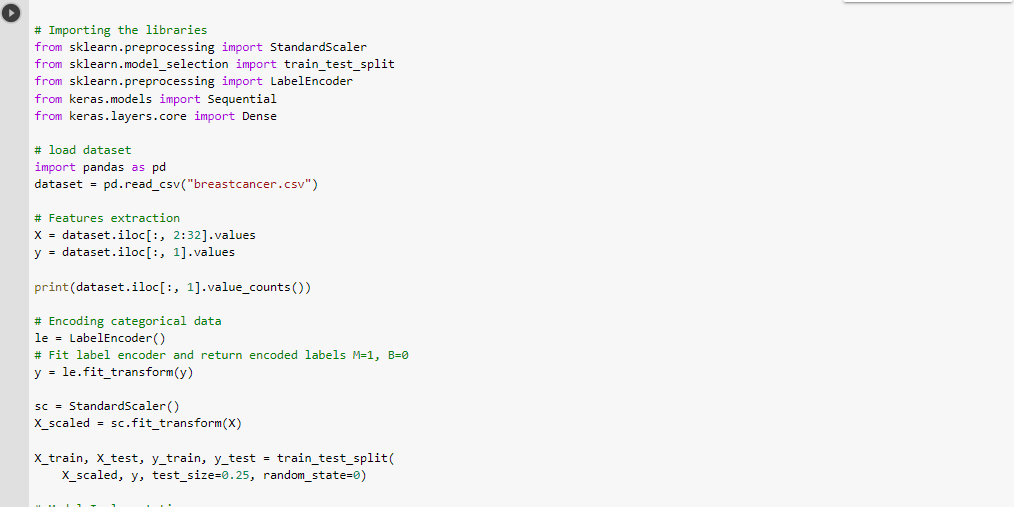 # Importing the libraries
from sklearn.preprocessing import StandardScaler
from sklearn.model_selection import train_test_split
from sklearn.preprocessing import LabelEncoder
from keras.models import Sequential
from keras.layers.core import Dense
# load dataset
import pandas as pd
dataset = pd.read_csv("breastcancer.csv")
# Features extraction
X = dataset.iloc[:, 2:32].values
y = dataset.iloc[:, 1].values
print(dataset.iloc[:, 1].value_counts())
# Encoding categorical data
le = LabelEncoder()
# Fit label encoder and return encoded labels M=1, B=0
y = le.fit_transform(y)
sc = StandardScaler()
X_scaled = sc.fit_transform(X)
X_train, X_test, y_train, y_test = train_test_split(
    X_scaled, y, test_size=0.25, random_state=0)